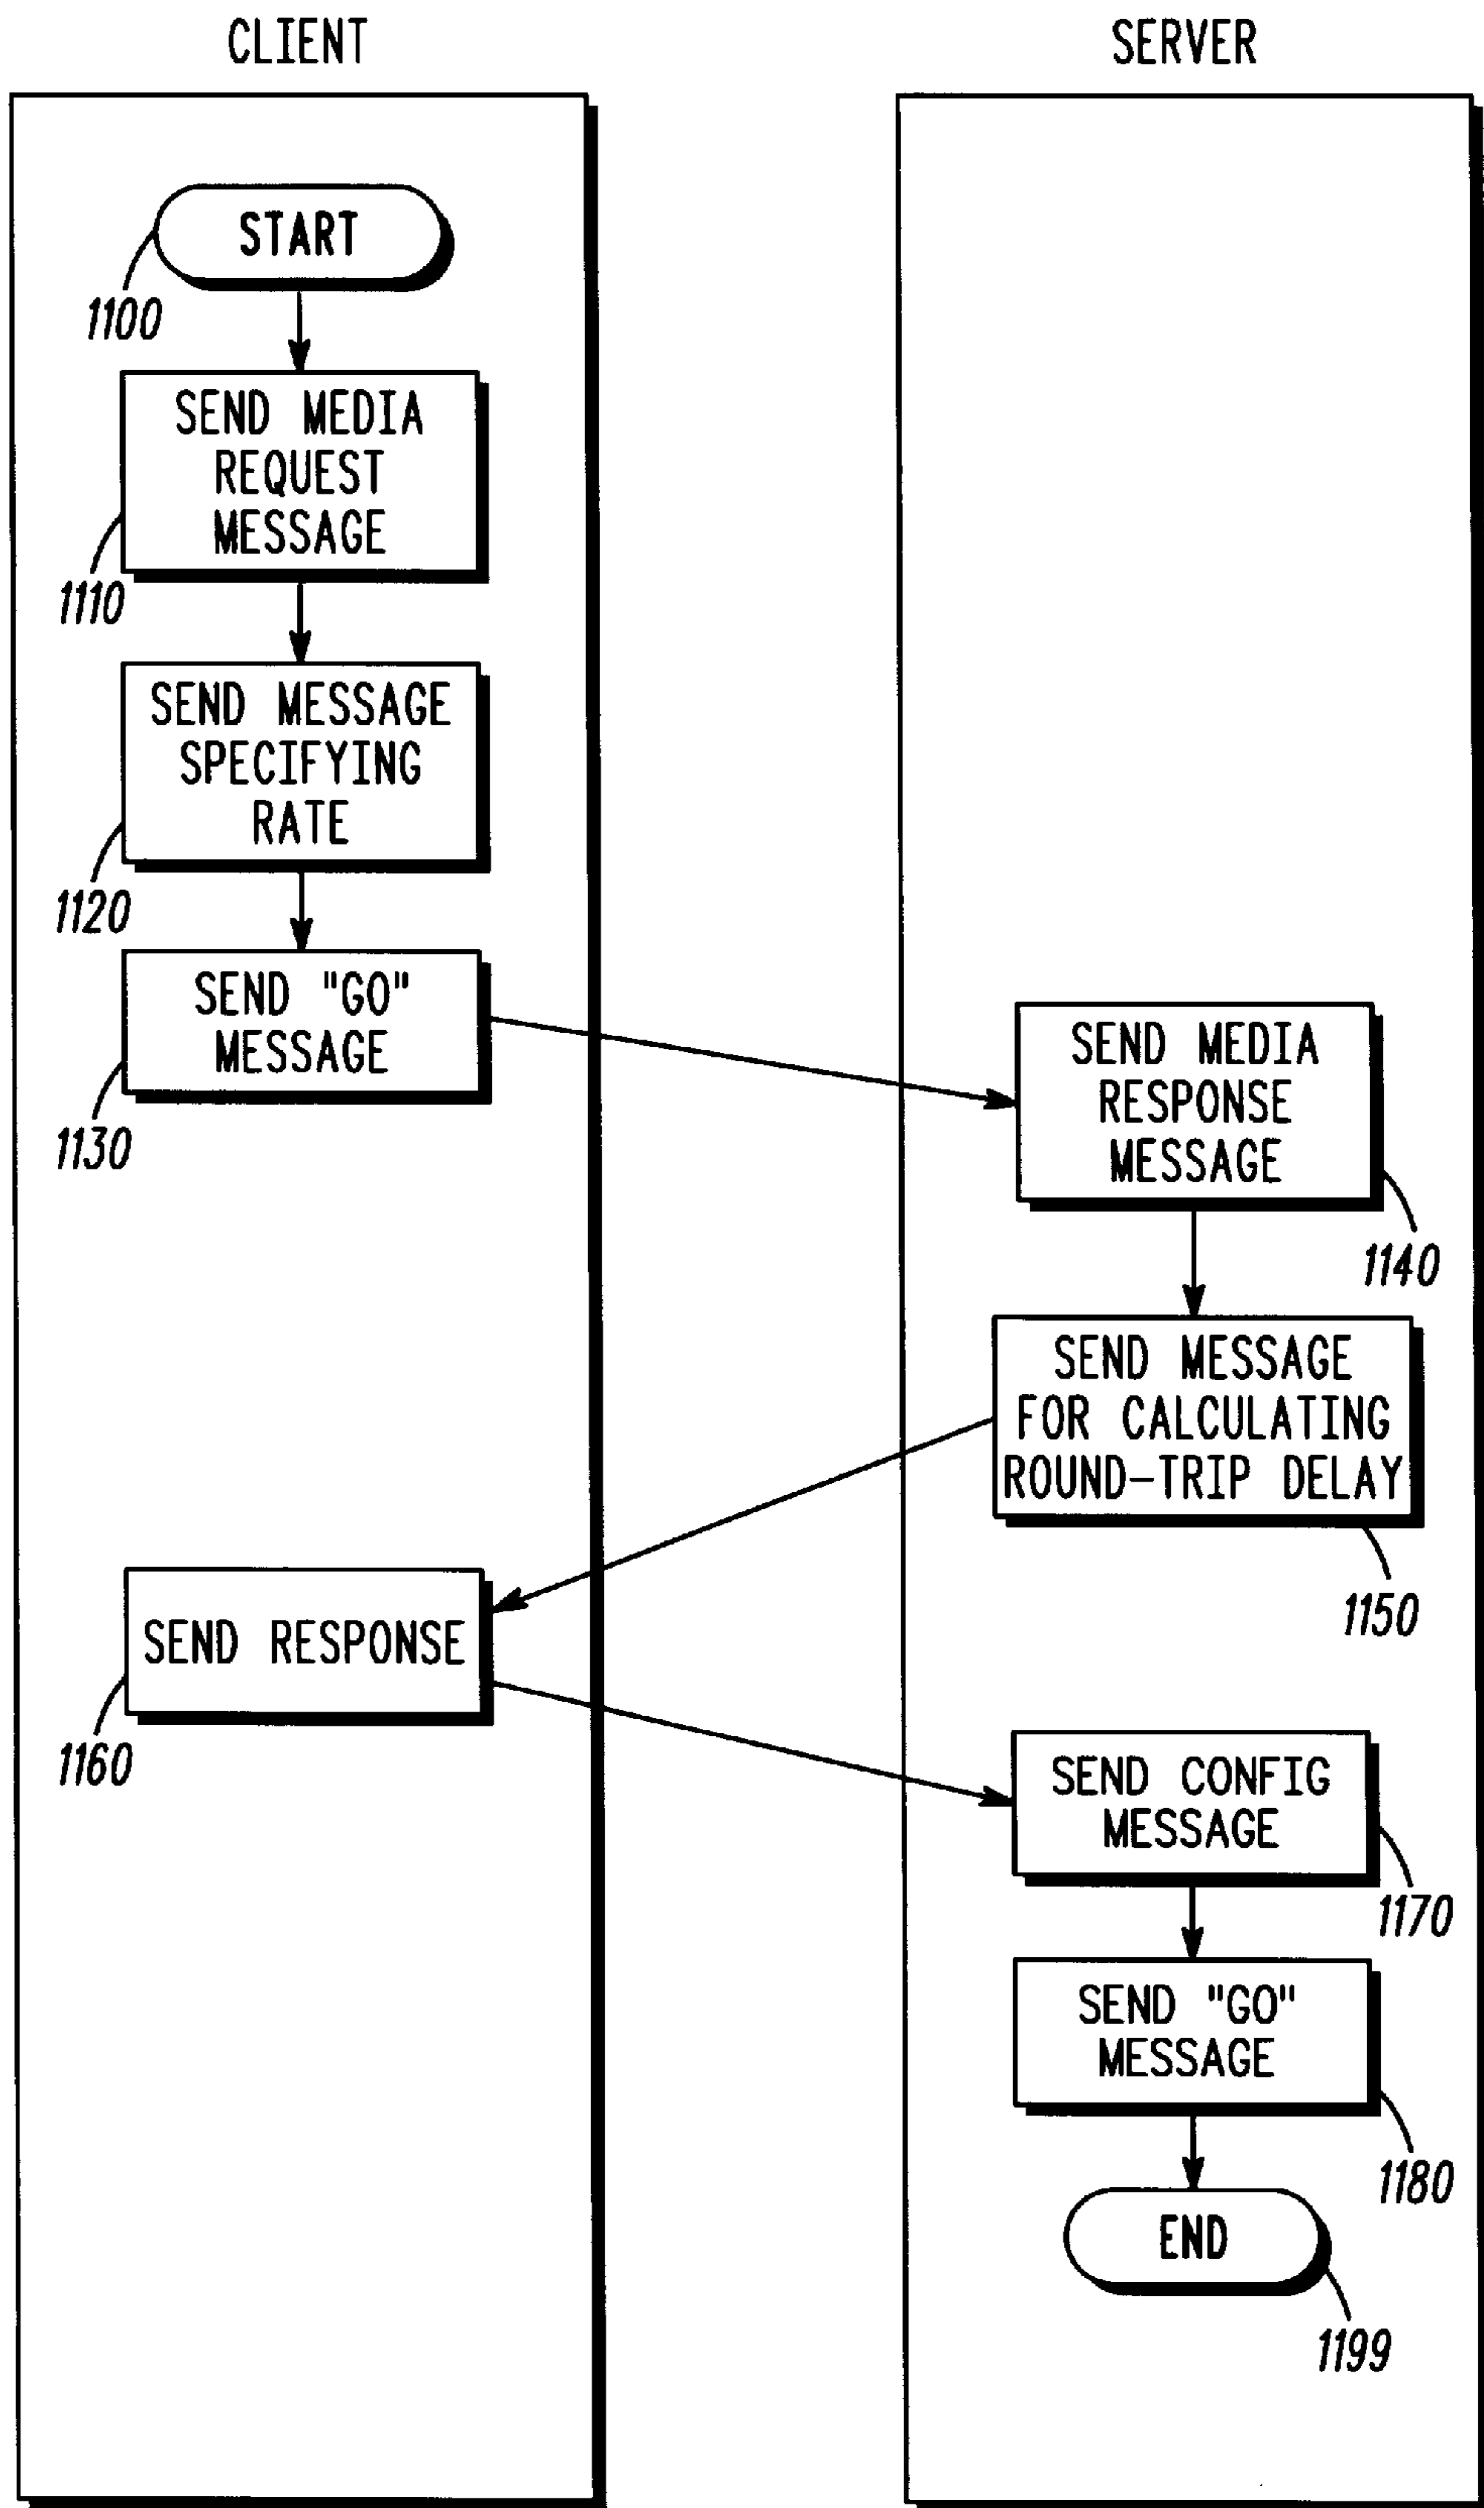 CLIENT
SERVER
START
1100
SEND MEDIA
REQUEST
MESSAGE
1110
SEND MESSAGE
SPECIFYING
RATE
1120
SEND "GO"
MESSAGE
1130
SEND MEDIA
RESPONSE
MESSAGE
1140
SEND MESSAGE
FOR CALCULATING
ROUND-TRIP DELAY
1150
SEND RESPONSE
1160
SEND CONFIG
MESSAGE
1170
SEND "GO"
MESSAGE
1180
END
1199